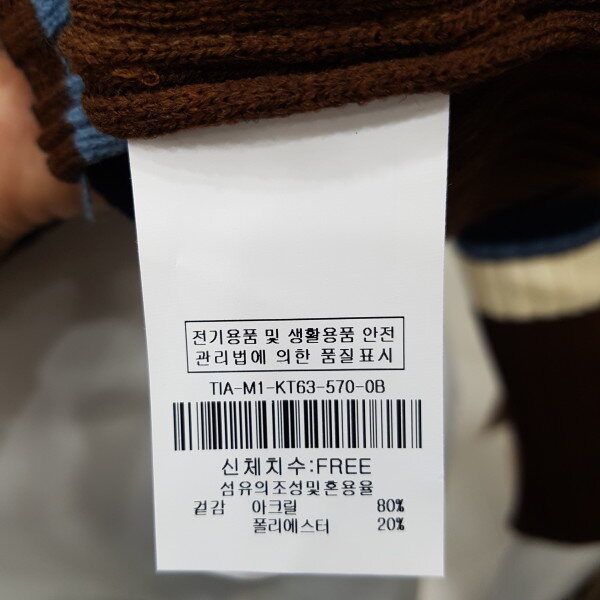 전기용품 및 생활용품 안전
관리법에 의한 품질표시
TIA-M1-KT63-570-0B
신체치수:FREE
섬유의조성및혼용율
겉감 아크릴 80%
폴리에스터 20%